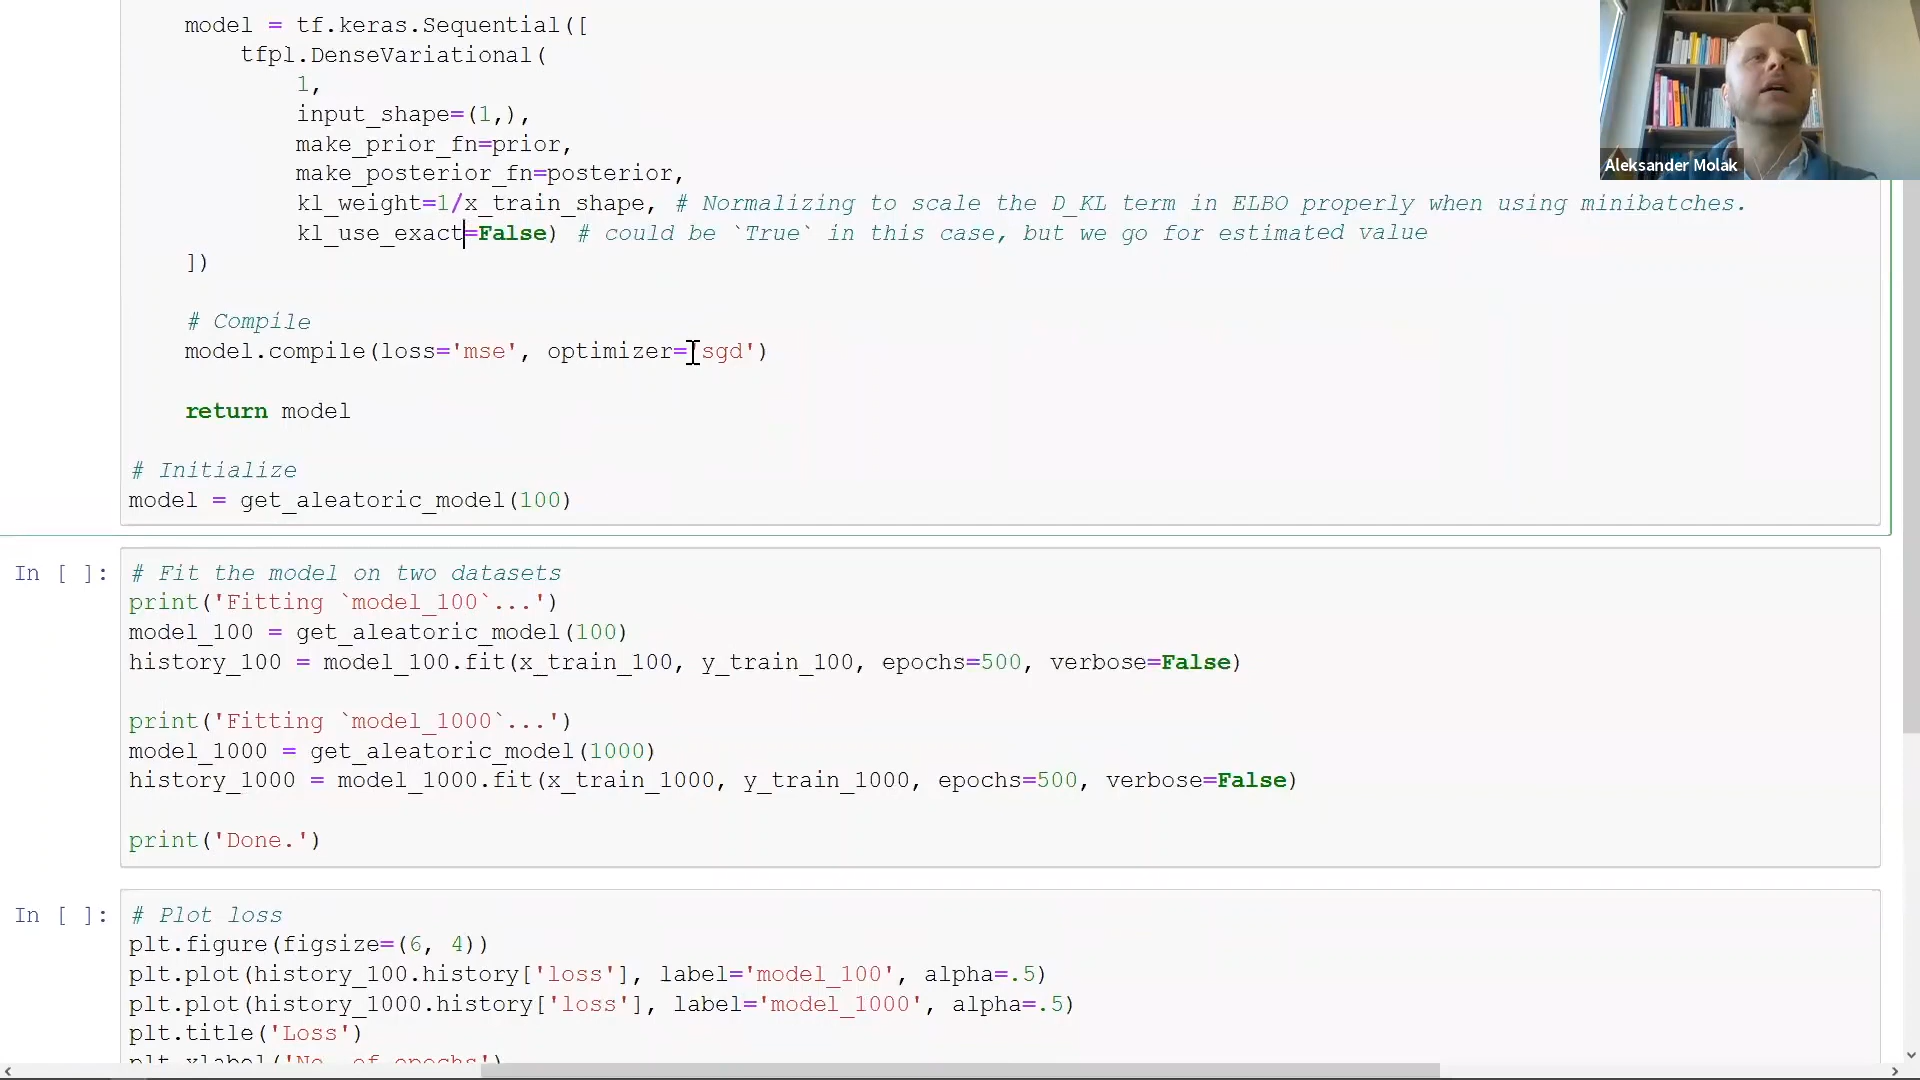 model = tf.keras.Sequential([
tfpl.DenseVariational(
1,
input_shape=(1,),
make_prior_fn=prior,
make_posterior_fn=posterior,
kl_weight=1/x_train_shape, # Normalizing to scale the D_KL term in ELBO properly when using minibatches.
kl_use_exact=False) # could be `True` in this case, but we go for estimated value
])
# Compile
model.compile(loss='mse', optimizer='sgd')
return model
# Initialize
model = get_aleatoric_model(100)
Aleksander Molak
In [ ]:
# Fit the model on two datasets
print('Fitting `model_100`...')
model_100 = get_aleatoric_model(100)
history_100 = model_100.fit(x_train_100, y_train_100, epochs=500, verbose=False)
print('Fitting `model_1000`...')
model_1000 = get_aleatoric_model(1000)
history_1000 = model_1000.fit(x_train_1000, y_train_1000, epochs=500, verbose=False)
print('Done.')
In [ ]:
# Plot loss
plt.figure(figsize=(6, 4))
plt.plot(history_100.history['loss'], label='model_100', alpha=.5)
plt.plot(history_1000.history['loss'], label='model_1000', alpha=.5)
plt.title('Loss')
plt.xlabel('No. of epochs')